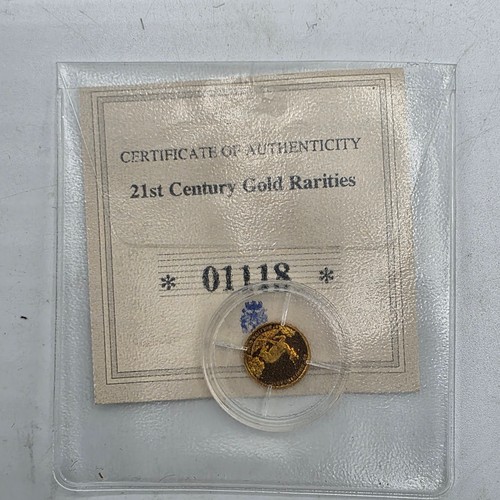 CERTIFICATE OF AUTHENTICITY
21st Century Gold Rarities
* 01118 *